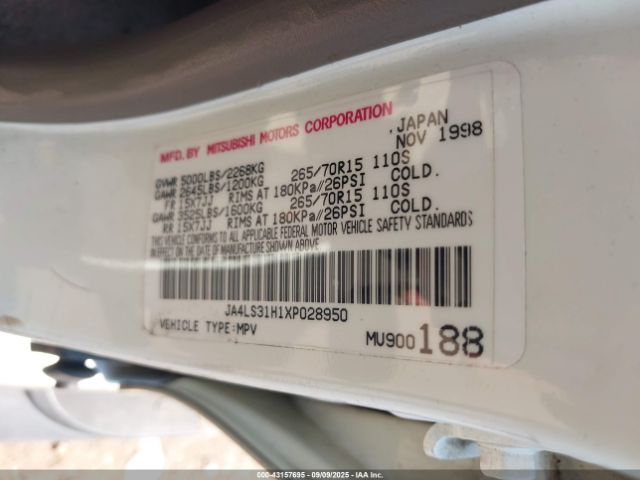 MFD. BY MITSUBISHI MOTORS CORPORATION
JAPAN
NOV 1998
GVWR 5000LBS/2268KG
GAWR 2645LBS/1200KG 265/70R15 110S
FR 15X7JJ RIMS AT 180KPa//26PSI COLD.
GAWR 3525LBS/1600KG 265/70R15 110S
RR 15X7JJ RIMS AT 180KPa//26PSI COLD.
THIS VEHICLE CONFORMS TO ALL APPLICABLE FEDERAL MOTOR VEHICLE SAFETY STANDARDS
IN EFFECT ON THE DATE OF MANUFACTURE SHOWN ABOVE.
JA4LS31H1XP028950
VEHICLE TYPE:MPV
MU900188
000-43157695 - 09/09/2025 - IAA Inc.